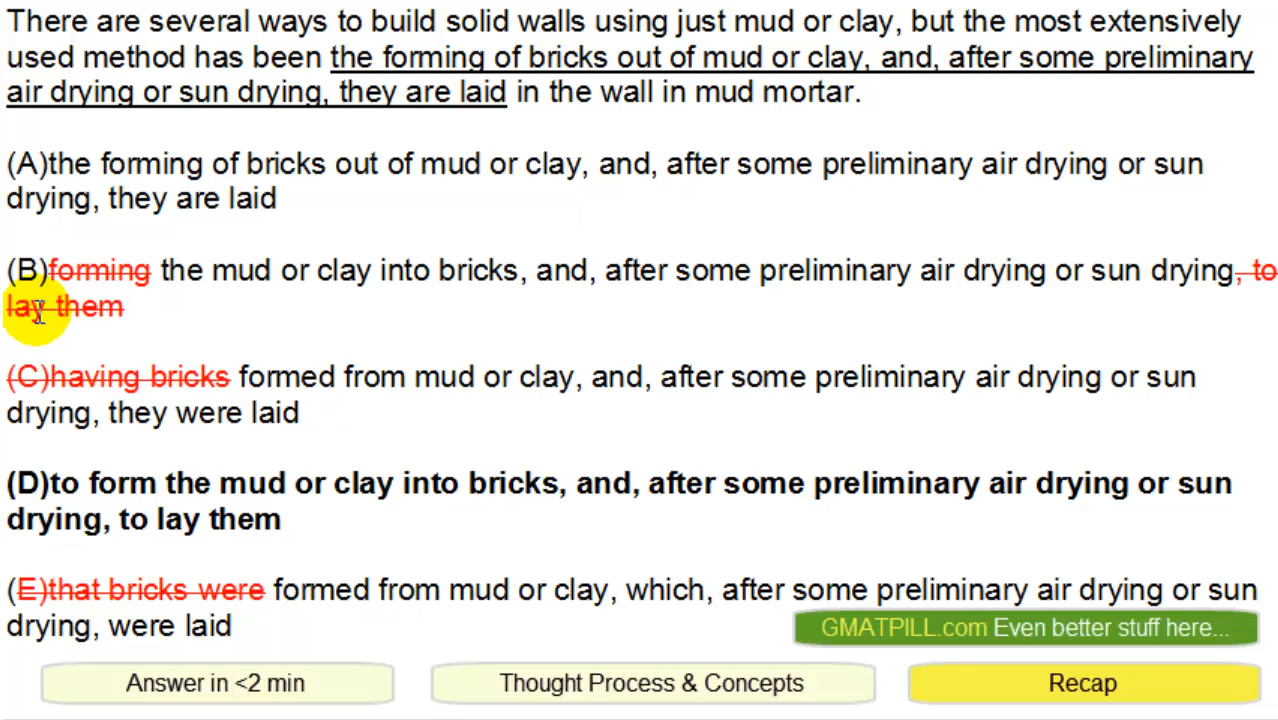 There are several ways to build solid walls using just mud or clay, but the most extensively
used method has been the forming of bricks out of mud or clay, and, after some preliminary
air drying or sun drying, they are laid in the wall in mud mortar.
(A)the forming of bricks out of mud or clay, and, after some preliminary air drying or sun
drying, they are laid
(B)forming the mud or clay into bricks, and, after some preliminary air drying or sun drying, to
lay them
(C)having bricks formed from mud or clay, and, after some preliminary air drying or sun
drying, they were laid
(D)to form the mud or clay into bricks, and, after some preliminary air drying or sun
drying, to lay them
(E)that bricks were formed from mud or clay, which, after some preliminary air drying or sun
drying, were laid
GMATPILL.com Even better stuff here...
Answer in <2 min
Thought Process & Concepts
Recap